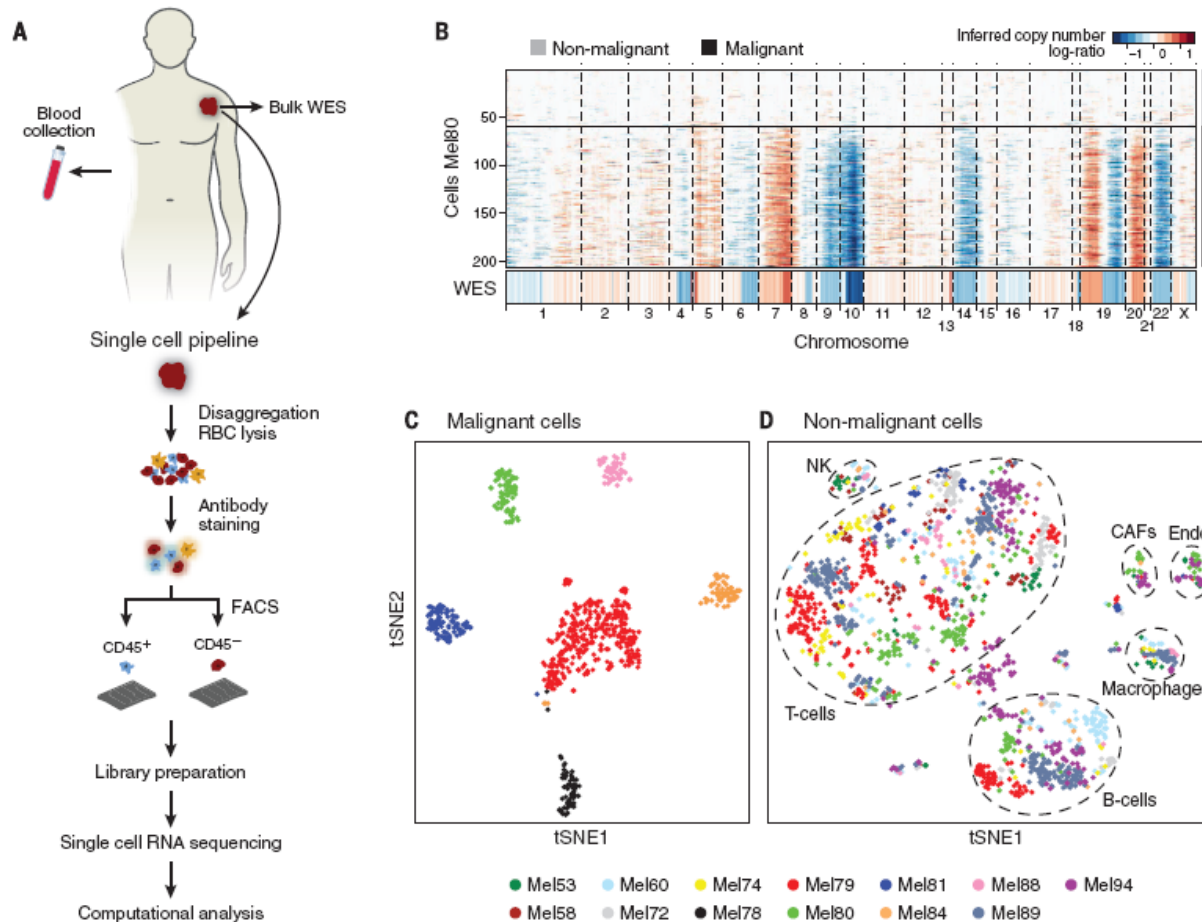 A
Blood
collection
Bulk WES
Single cell pipeline
Disaggregation
RBC lysis
Antibody
staining
FACS
CD45+
CD45−
Library preparation
Single cell RNA sequencing
Computational analysis
B
Non-malignant
Malignant
Inferred copy number
log-ratio
−1 0 1
Cells Mel80
50
100
150
200
WES
1 2 3 4 5 6 7 8 9 10 11 12 13 14 15 16 17 18 19 20 21 22 X
Chromosome
C Malignant cells
tSNE2
tSNE1
D Non-malignant cells
NK
CAFs
Endo
Macrophage
T-cells
B-cells
tSNE1
Mel53 Mel60 Mel74 Mel79 Mel81 Mel88 Mel94
Mel58 Mel72 Mel78 Mel80 Mel84 Mel89